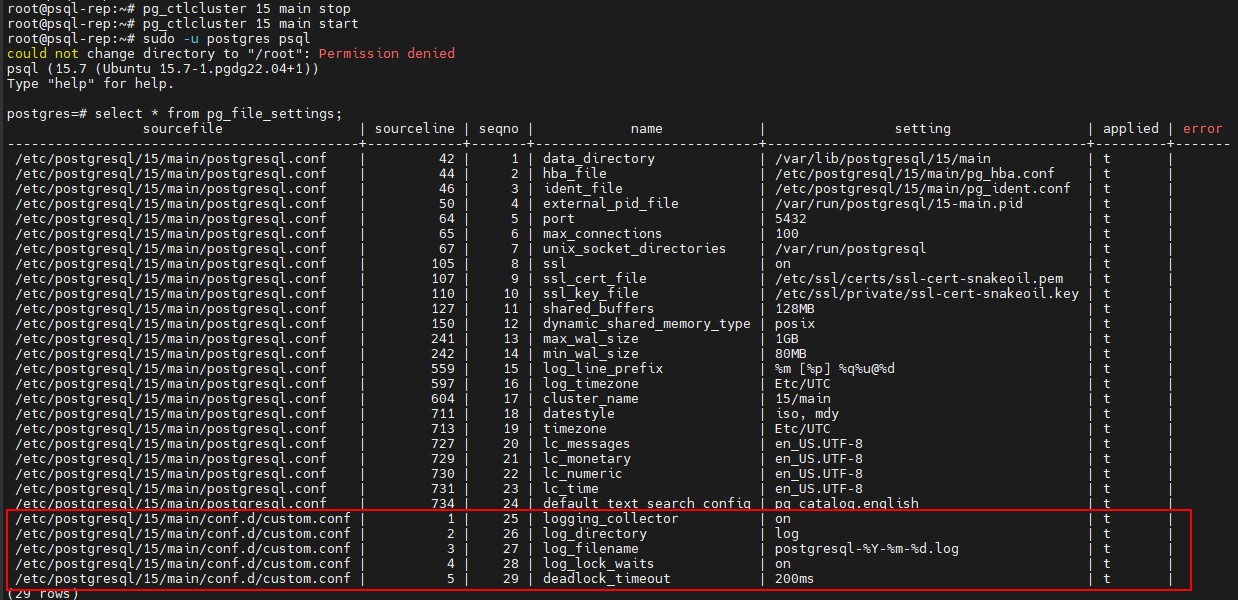 root@psql-rep:~# pg_ctlcluster 15 main stop
root@psql-rep:~# pg_ctlcluster 15 main start
root@psql-rep:~# sudo -u postgres psql
could not change directory to "/root": Permission denied
psql (15.7 (Ubuntu 15.7-1.pgdg22.04+1))
Type "help" for help.

postgres=# select * from pg_file_settings;
sourcefile | sourceline | seqno | name | setting | applied | error
-------------------------------------------+------------+-------+----------------------------+----------------------------------------+---------+-------
/etc/postgresql/15/main/postgresql.conf | 42 | 1 | data_directory | /var/lib/postgresql/15/main | t |
/etc/postgresql/15/main/postgresql.conf | 44 | 2 | hba_file | /etc/postgresql/15/main/pg_hba.conf | t |
/etc/postgresql/15/main/postgresql.conf | 46 | 3 | ident_file | /etc/postgresql/15/main/pg_ident.conf | t |
/etc/postgresql/15/main/postgresql.conf | 50 | 4 | external_pid_file | /var/run/postgresql/15-main.pid | t |
/etc/postgresql/15/main/postgresql.conf | 64 | 5 | port | 5432 | t |
/etc/postgresql/15/main/postgresql.conf | 65 | 6 | max_connections | 100 | t |
/etc/postgresql/15/main/postgresql.conf | 67 | 7 | unix_socket_directories | /var/run/postgresql | t |
/etc/postgresql/15/main/postgresql.conf | 105 | 8 | ssl | on | t |
/etc/postgresql/15/main/postgresql.conf | 107 | 9 | ssl_cert_file | /etc/ssl/certs/ssl-cert-snakeoil.pem | t |
/etc/postgresql/15/main/postgresql.conf | 110 | 10 | ssl_key_file | /etc/ssl/private/ssl-cert-snakeoil.key | t |
/etc/postgresql/15/main/postgresql.conf | 127 | 11 | shared_buffers | 128MB | t |
/etc/postgresql/15/main/postgresql.conf | 150 | 12 | dynamic_shared_memory_type | posix | t |
/etc/postgresql/15/main/postgresql.conf | 241 | 13 | max_wal_size | 1GB | t |
/etc/postgresql/15/main/postgresql.conf | 242 | 14 | min_wal_size | 80MB | t |
/etc/postgresql/15/main/postgresql.conf | 559 | 15 | log_line_prefix | %m [%p] %q%u@%d | t |
/etc/postgresql/15/main/postgresql.conf | 597 | 16 | log_timezone | Etc/UTC | t |
/etc/postgresql/15/main/postgresql.conf | 604 | 17 | cluster_name | 15/main | t |
/etc/postgresql/15/main/postgresql.conf | 711 | 18 | datestyle | iso, mdy | t |
/etc/postgresql/15/main/postgresql.conf | 713 | 19 | timezone | Etc/UTC | t |
/etc/postgresql/15/main/postgresql.conf | 727 | 20 | lc_messages | en_US.UTF-8 | t |
/etc/postgresql/15/main/postgresql.conf | 729 | 21 | lc_monetary | en_US.UTF-8 | t |
/etc/postgresql/15/main/postgresql.conf | 730 | 22 | lc_numeric | en_US.UTF-8 | t |
/etc/postgresql/15/main/postgresql.conf | 731 | 23 | lc_time | en_US.UTF-8 | t |
/etc/postgresql/15/main/postgresql.conf | 734 | 24 | default_text_search_config | pg_catalog.english | t |
/etc/postgresql/15/main/conf.d/custom.conf | 1 | 25 | logging_collector | on | t |
/etc/postgresql/15/main/conf.d/custom.conf | 2 | 26 | log_directory | log | t |
/etc/postgresql/15/main/conf.d/custom.conf | 3 | 27 | log_filename | postgresql-%Y-%m-%d.log | t |
/etc/postgresql/15/main/conf.d/custom.conf | 4 | 28 | log_lock_waits | on | t |
/etc/postgresql/15/main/conf.d/custom.conf | 5 | 29 | deadlock_timeout | 200ms | t |
(29 rows)